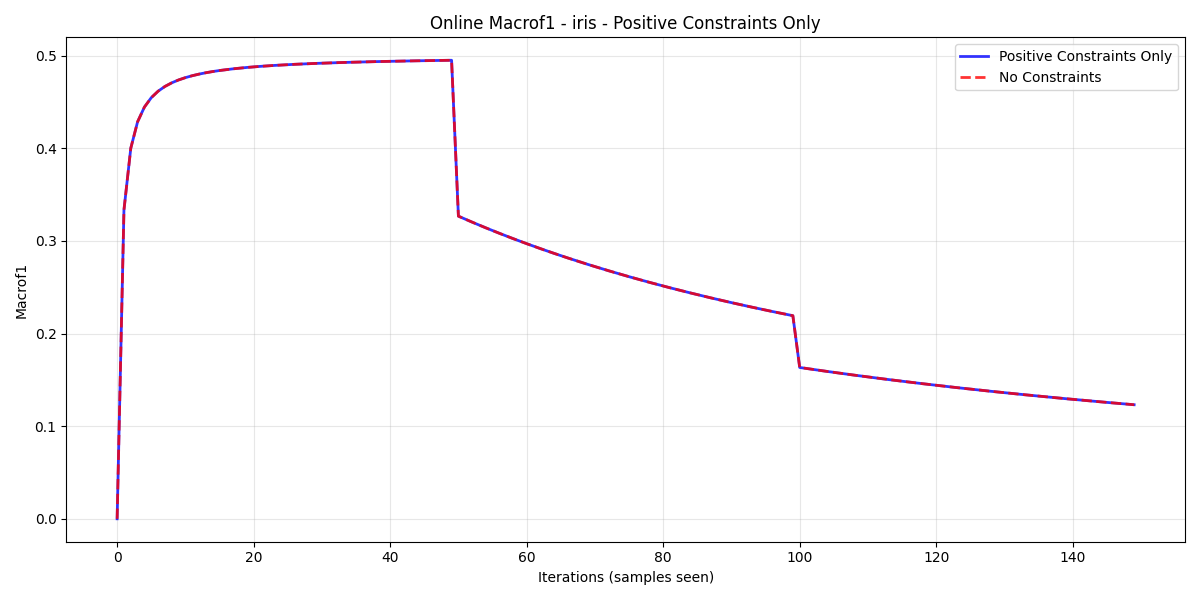 Online Macrof1 - iris - Positive Constraints Only
Positive Constraints Only
No Constraints
Macrof1
0.5
0.4
0.3
0.2
0.1
0.0
0 20 40 60 80 100 120 140
Iterations (samples seen)